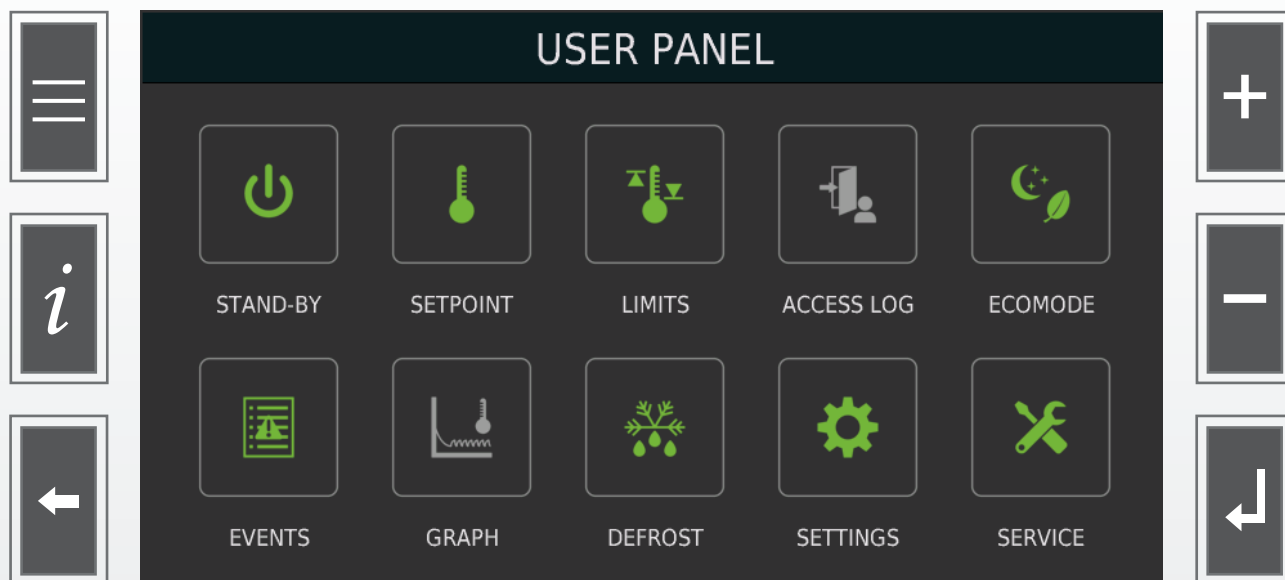 USER PANEL
STAND-BY SETPOINT LIMITS ACCESS LOG ECOMODE
EVENTS GRAPH DEFROST SETTINGS SERVICE